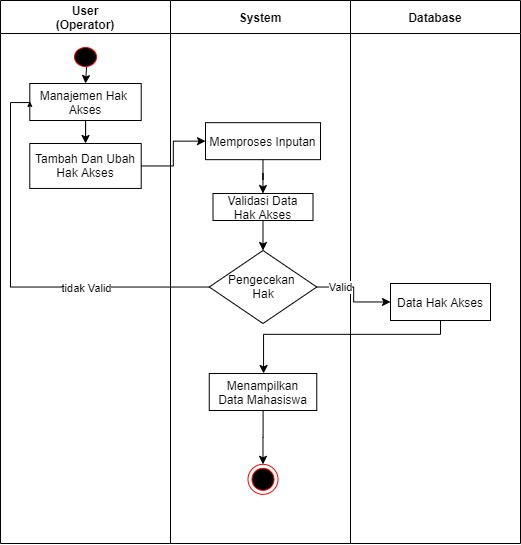 User
(Operator)
System
Database
Manajemen Hak
Akses
Tambah Dan Ubah
Hak Akses
Memproses Inputan
Validasi Data
Hak Akses
Pengecekan
Hak
tidak Valid
Valid
Data Hak Akses
Menampilkan
Data Mahasiswa